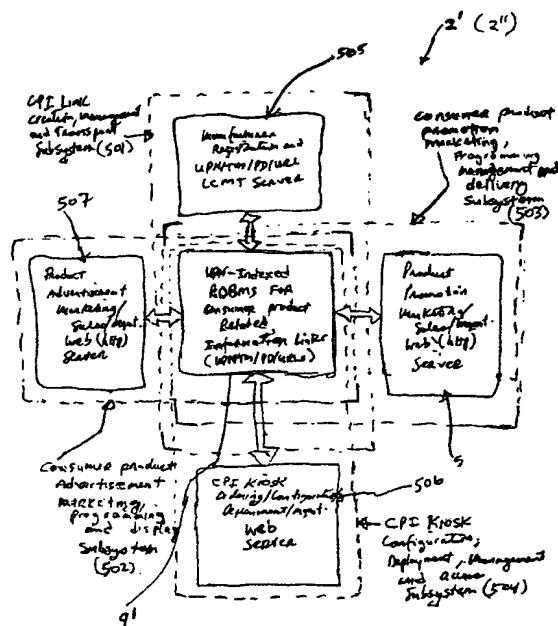 2' (2'')
505
CPI Link
Creation, Management
and Transport
Subsystem (501)
Manufacturer
Registration and
UPN/TM/PD/URL
LCMT SERVER
Consumer product
promotion
marketing,
Programming
management and
delivery
Subsystem
(503)
507
Product
Advertisement
Marketing/
Sales/mgmt.
Web (http)
Server
UPN-Indexed
RDBMS FOR
Consumer product
Related
Information Links
(UPN/TM/PD/URLs)
Product
Promotion
Marketing/
Sales/mgmt.
Web (http)
Server
5
Consumer product
Advertisement
marketing,
programming
and display
Subsystem
(502)
CPI Kiosk
Ordering/Configuration
Deployment/mgmt.
Web
Server
506
CPI Kiosk
Configuration,
Deployment, Management
and Access
Subsystem (504)
9'